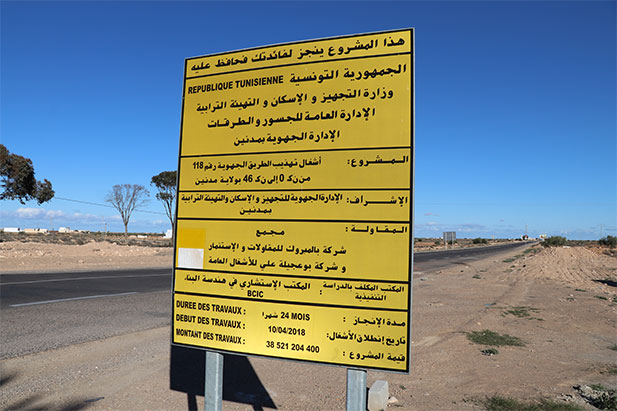 هذا المشروع ينجز لفائدتك فحافظ عليه
الجمهورية التونسية REPUBLIQUE TUNISIENNE
وزارة التجهيز و الإسكان و التهيئة الترابية
الإدارة العامة للجسور و الطرقات
الإدارة الجهوية بمدنين
المشروع : أشغال تهذيب الطريق الجهوية رقم 118
من ن ك 0 إلى ن ك 46 بولاية مدنين
الإشراف: الإدارة الجهوية للتجهيز والإسكان والتهيئة الترابية
بمدنين
المقاولة : مجمع
شركة بالمبروك للمقاولات و الإستثمار
و شركة بوعجيلة علي للأشغال العامة
المكتب المكلف بالدراسة التنفيذية : المكتب الإستشاري في هندسة البناء
BCIC
DUREE DES TRAVAUX : 24 MOIS شهرا مدة الإنجاز :
DEBUT DES TRAVAUX : 10/04/2018 تاريخ إنطلاق الأشغال:
MONTANT DES TRAVAUX: 38 521 204 400 قيمة المشروع :